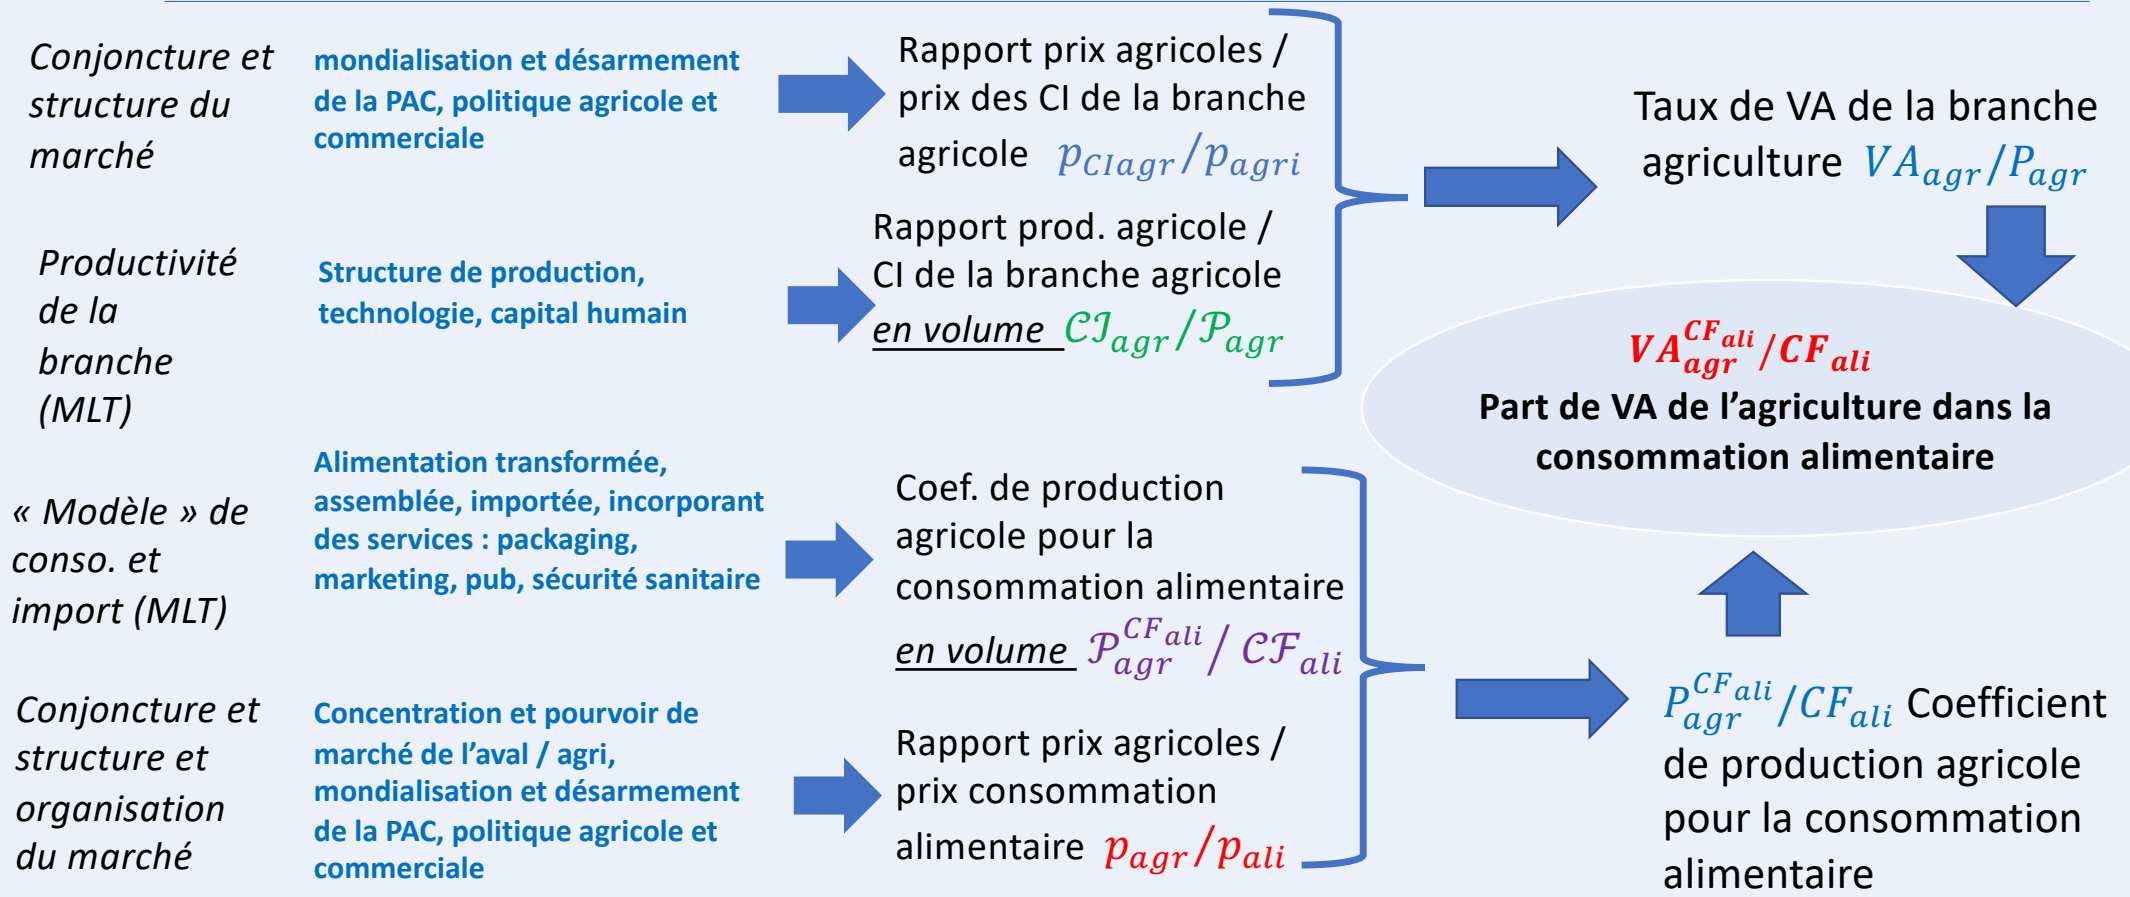 Conjoncture et
structure du
marché
mondialisation et désarmement
de la PAC, politique agricole et
commerciale
Rapport prix agricoles /
prix des CI de la branche
agricole p_{CIagr}/p_{agri}
Taux de VA de la branche
agriculture VA_{agr}/P_{agr}
Productivité
de la
branche
(MLT)
Structure de production,
technologie, capital humain
Rapport prod. agricole /
CI de la branche agricole
en volume 𝒞ℐ_{agr}/𝒫_{agr}
VA_{agr}^{CF_{ali}}/CF_{ali}
Part de VA de l’agriculture dans la
consommation alimentaire
« Modèle » de
conso. et
import (MLT)
Alimentation transformée,
assemblée, importée, incorporant
des services : packaging,
marketing, pub, sécurité sanitaire
Coef. de production
agricole pour la
consommation alimentaire
en volume 𝒫_{agr}^{CF_{ali}}/ 𝒞ℱ_{ali}
Conjoncture et
structure et
organisation
du marché
Concentration et pourvoir de
marché de l’aval / agri,
mondialisation et désarmement
de la PAC, politique agricole et
commerciale
Rapport prix agricoles /
prix consommation
alimentaire p_{agr}/p_{ali}
P_{agr}^{CF_{ali}}/CF_{ali} Coefficient
de production agricole
pour la consommation
alimentaire